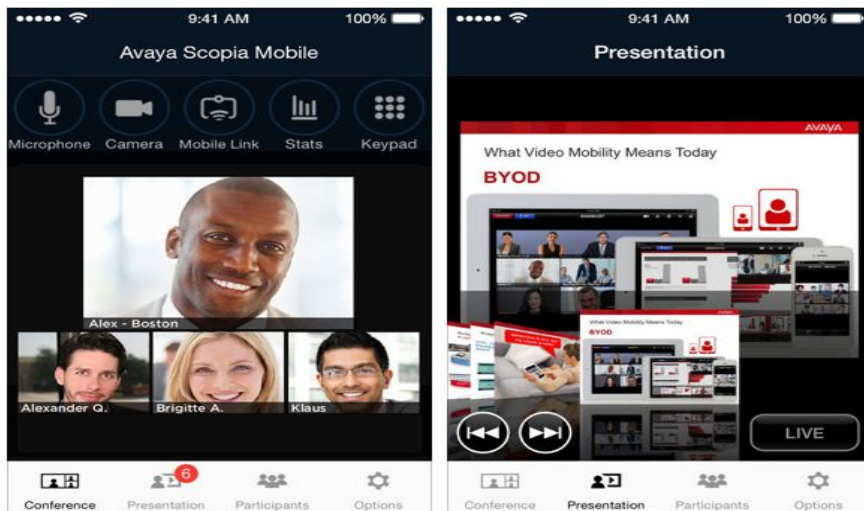 9:41 AM 100%
Avaya Scopia Mobile
Microphone Camera Mobile Link Stats Keypad
Alex - Boston
Alexander Q. Brigitte A. Klaus
6
Conference Presentation Participants Options
9:41 AM 100%
Presentation
AVAYA
What Video Mobility Means Today
BYOD
What Video Mobility Means Today
BYOD
LIVE
Conference Presentation Participants Options